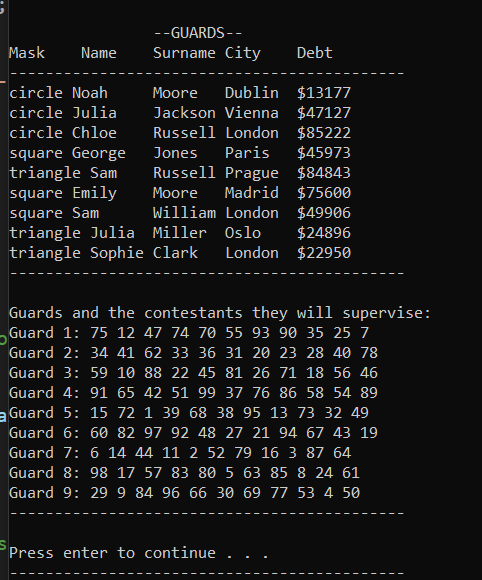 --GUARDS--
Mask    Name    Surname City    Debt
--------------------------------------------
circle Noah     Moore   Dublin  $13177
circle Julia    Jackson Vienna  $47127
circle Chloe    Russell London  $85222
square George   Jones   Paris   $45973
triangle Sam    Russell Prague  $84843
square Emily    Moore   Madrid  $75600
square Sam      William London  $49906
triangle Julia  Miller  Oslo    $24896
triangle Sophie Clark   London  $22950
--------------------------------------------
Guards and the contestants they will supervise:
Guard 1: 75 12 47 74 70 55 93 90 35 25 7
Guard 2: 34 41 62 33 36 31 20 23 28 40 78
Guard 3: 59 10 88 22 45 81 26 71 18 56 46
Guard 4: 91 65 42 51 99 37 76 86 58 54 89
Guard 5: 15 72 1 39 68 38 95 13 73 32 49
Guard 6: 60 82 97 92 48 27 21 94 67 43 19
Guard 7: 6 14 44 11 2 52 79 16 3 87 64
Guard 8: 98 17 57 83 80 5 63 85 8 24 61
Guard 9: 29 9 84 96 66 30 69 77 53 4 50
--------------------------------------------
Press enter to continue . . .
--------------------------------------------